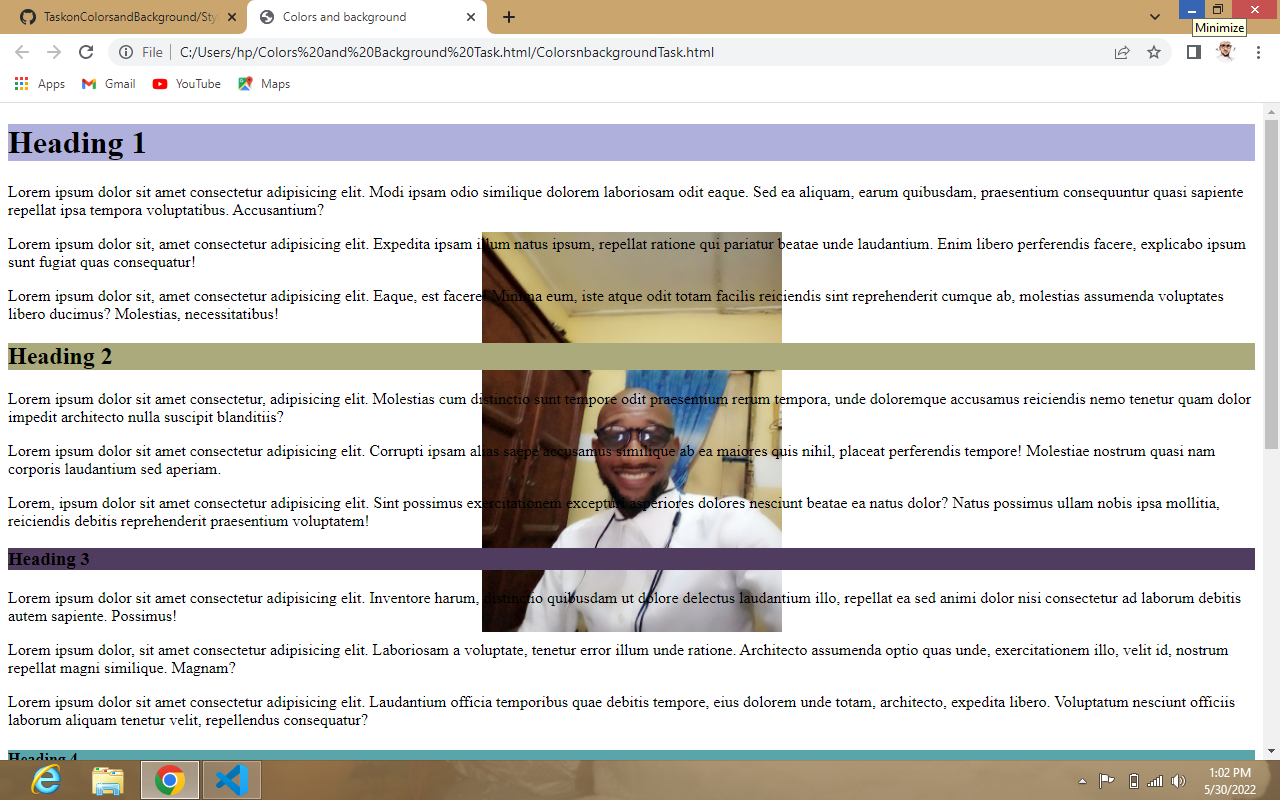 TaskonColorsandBackground/Sty
Colors and background
Minimize
File
C:/Users/hp/Colors%20and%20Background%20Task.html/ColorsnbackgroundTask.html
Apps
Gmail
YouTube
Maps
Heading 1
Lorem ipsum dolor sit amet consectetur adipisicing elit. Modi ipsam odio similique dolorem laboriosam odit eaque. Sed ea aliquam, earum quibusdam, praesentium consequuntur quasi sapiente
repellat ipsa tempora voluptatibus. Accusantium?
Lorem ipsum dolor sit, amet consectetur adipisicing elit. Expedita ipsam illum natus ipsum, repellat ratione qui pariatur beatae unde laudantium. Enim libero perferendis facere, explicabo ipsum
sunt fugiat quas consequatur!
Lorem ipsum dolor sit, amet consectetur adipisicing elit. Eaque, est facere! Minima eum, iste atque odit totam facilis reiciendis sint reprehenderit cumque ab, molestias assumenda voluptates
libero ducimus? Molestias, necessitatibus!
Heading 2
Lorem ipsum dolor sit amet consectetur, adipisicing elit. Molestias cum distinctio sunt tempore odit praesentium rerum tempora, unde doloremque accusamus reiciendis nemo tenetur quam dolor
impedit architecto nulla suscipit blanditiis?
Lorem ipsum dolor sit amet consectetur adipisicing elit. Corrupti ipsam alias saepe accusamus similique ab ea maiores quis nihil, placeat perferendis tempore! Molestiae nostrum quasi nam
corporis laudantium sed aperiam.
Lorem, ipsum dolor sit amet consectetur adipisicing elit. Sint possimus exercitationem excepturi asperiores dolores nesciunt beatae ea natus dolor? Natus possimus ullam nobis ipsa mollitia,
reiciendis debitis reprehenderit praesentium voluptatem!
Heading 3
Lorem ipsum dolor sit amet consectetur adipisicing elit. Inventore harum, distinctio quibusdam ut dolore delectus laudantium illo, repellat ea sed animi dolor nisi consectetur ad laborum debitis
autem sapiente. Possimus!
Lorem ipsum dolor, sit amet consectetur adipisicing elit. Laboriosam a voluptate, tenetur error illum unde ratione. Architecto assumenda optio quas unde, exercitationem illo, velit id, nostrum
repellat magni similique. Magnam?
Lorem ipsum dolor sit amet consectetur adipisicing elit. Laudantium officia temporibus quae debitis tempore, eius dolorem unde totam, architecto, expedita libero. Voluptatum nesciunt officiis
laborum aliquam tenetur velit, repellendus consequatur?
Heading 4
1:02 PM
5/30/2022